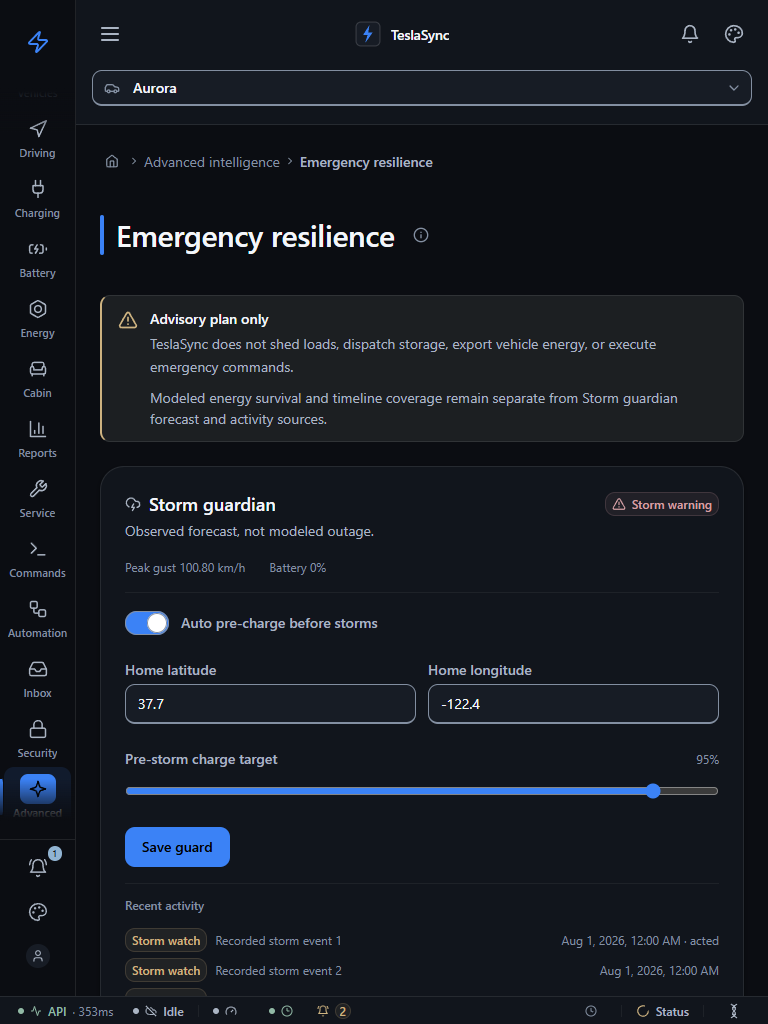 TeslaSync
Aurora
Driving
Charging
Battery
Energy
Cabin
Reports
Service
Commands
Automation
Inbox
Security
Advanced
1
Advanced intelligence > Emergency resilience
Emergency resilience
Advisory plan only
TeslaSync does not shed loads, dispatch storage, export vehicle energy, or execute
emergency commands.
Modeled energy survival and timeline coverage remain separate from Storm guardian
forecast and activity sources.
Storm guardian
Storm warning
Observed forecast, not modeled outage.
Peak gust 100.80 km/h Battery 0%
Auto pre-charge before storms
Home latitude Home longitude
37.7 -122.4
Pre-storm charge target 95%
Save guard
Recent activity
Storm watch Recorded storm event 1 Aug 1, 2026, 12:00 AM · acted
Storm watch Recorded storm event 2 Aug 1, 2026, 12:00 AM
API · 353ms Idle 2 Status